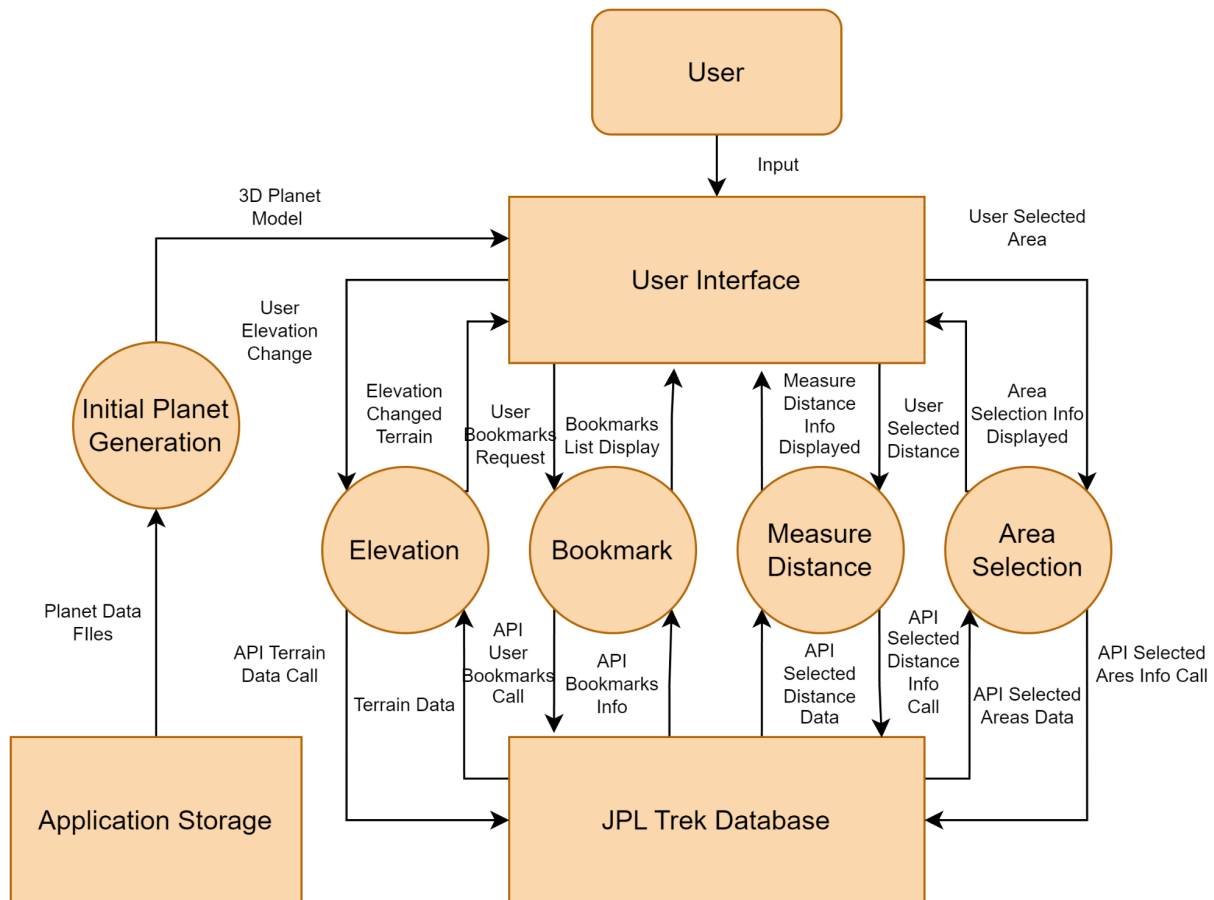 User
Input
3D Planet
Model
User Selected
Area
User Interface
User
Elevation
Change
Elevation
Changed
Terrain
User
Bookmarks
Request
Bookmarks
List Display
Measure
Distance
Info
Displayed
User
Selected
Distance
Area
Selection Info
Displayed
Initial Planet
Generation
Elevation
Bookmark
Measure
Distance
Area
Selection
Planet Data
FIles
API Terrain
Data Call
Terrain Data
API
User
Bookmarks
Call
API
Bookmarks
Info
API
Selected
Distance
Data
API
Selected
Distance
Info
Call
API Selected
Areas Data
API Selected
Ares Info Call
Application Storage
JPL Trek Database